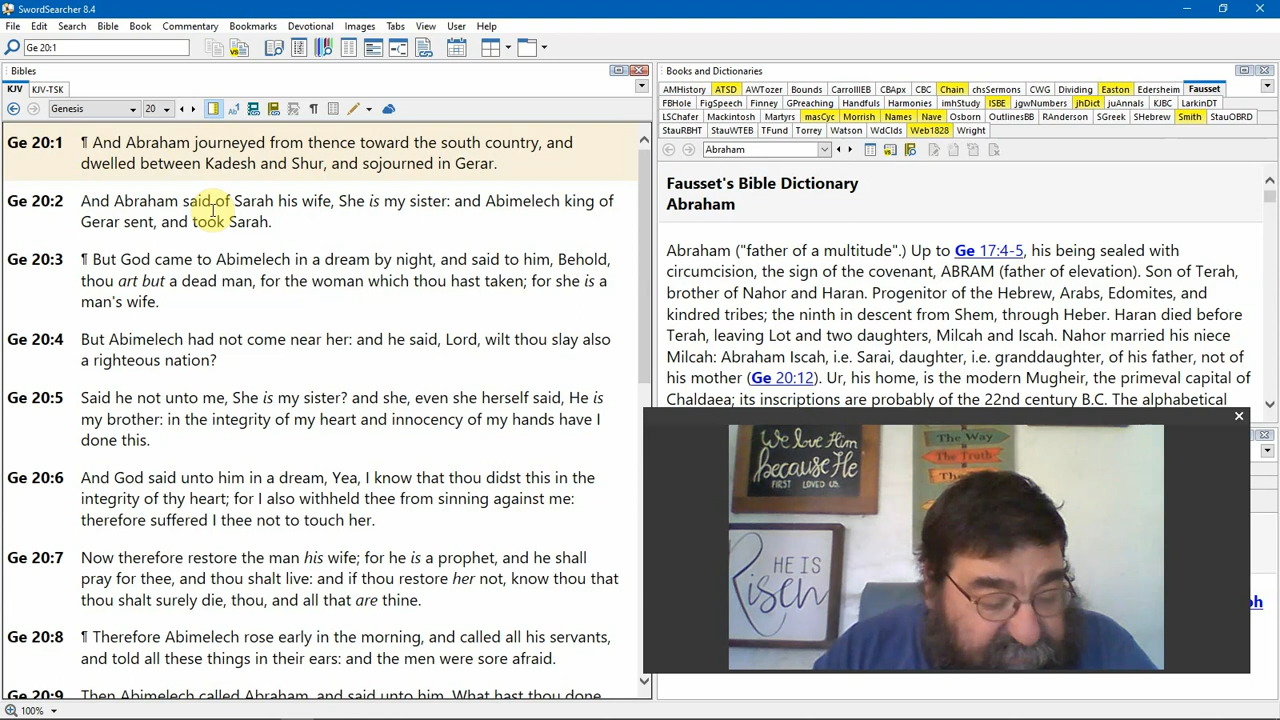 SwordSearcher 8.4
File Edit Search Bible Book Commentary Bookmarks Devotional Images Tabs View User Help
Ge 20:1
Bibles
KJV KJV-TSK
Genesis 20
Ge 20:1 ¶ And Abraham journeyed from thence toward the south country, and
dwelled between Kadesh and Shur, and sojourned in Gerar.
Ge 20:2 And Abraham said of Sarah his wife, She is my sister: and Abimelech king of
Gerar sent, and took Sarah.
Ge 20:3 ¶ But God came to Abimelech in a dream by night, and said to him, Behold,
thou art but a dead man, for the woman which thou hast taken; for she is a
man's wife.
Ge 20:4 But Abimelech had not come near her: and he said, Lord, wilt thou slay also
a righteous nation?
Ge 20:5 Said he not unto me, She is my sister? and she, even she herself said, He is
my brother: in the integrity of my heart and innocency of my hands have I
done this.
Ge 20:6 And God said unto him in a dream, Yea, I know that thou didst this in the
integrity of thy heart; for I also withheld thee from sinning against me:
therefore suffered I thee not to touch her.
Ge 20:7 Now therefore restore the man his wife; for he is a prophet, and he shall
pray for thee, and thou shalt live: and if thou restore her not, know thou that
thou shalt surely die, thou, and all that are thine.
Ge 20:8 ¶ Therefore Abimelech rose early in the morning, and called all his servants,
and told all these things in their ears: and the men were sore afraid.
Ge 20:9 Then Abimelech called Abraham, and said unto him, What hast thou done
100%
Books and Dictionaries
AMHistory ATSD AWTozer Bounds CarrollIEB CBApx CBC Chain chsSermons CWG Dividing Easton Edersheim Fausset
FBHole FigSpeech Finney GPreaching Handfuls Harmonies imhStudy ISBE jgwNumbers jhDict juAnnals KJBC LarkinDT
LSChafer Mackintosh Martyrs masCyc Morrish Names Nave Osborn OutlinesBB RAnderson SGreek SHebrew Smith StauOBRD
StauRBHT StauWTEB TFund Torrey Watson WdClds Web1828 Wright
Abraham
Fausset's Bible Dictionary
Abraham
Abraham ("father of a multitude".) Up to Ge 17:4-5, his being sealed with
circumcision, the sign of the covenant, ABRAM (father of elevation). Son of Terah,
brother of Nahor and Haran. Progenitor of the Hebrew, Arabs, Edomites, and
kindred tribes; the ninth in descent from Shem, through Heber. Haran died before
Terah, leaving Lot and two daughters, Milcah and Iscah. Nahor married his niece
Milcah: Abraham Iscah, i.e. Sarai, daughter, i.e. granddaughter, of his father, not of
his mother (Ge 20:12). Ur, his home, is the modern Mugheir, the primeval capital of
Chaldaea; its inscriptions are probably of the 22nd century B.C. The alphabetical
We love Him
because He
FIRST LOVED US.
The Way
The Truth
The
HE IS
Risen